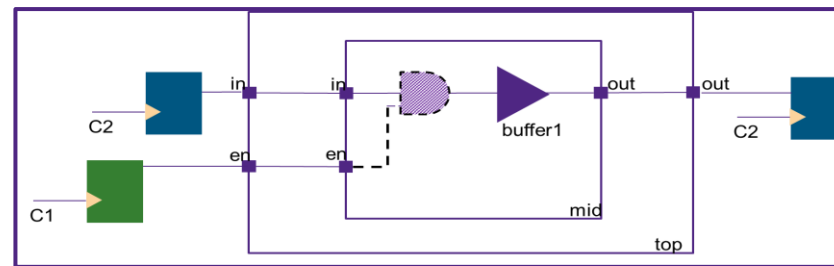 in
in
out
out
C2
buffer1
C2
en
en
C1
mid
top